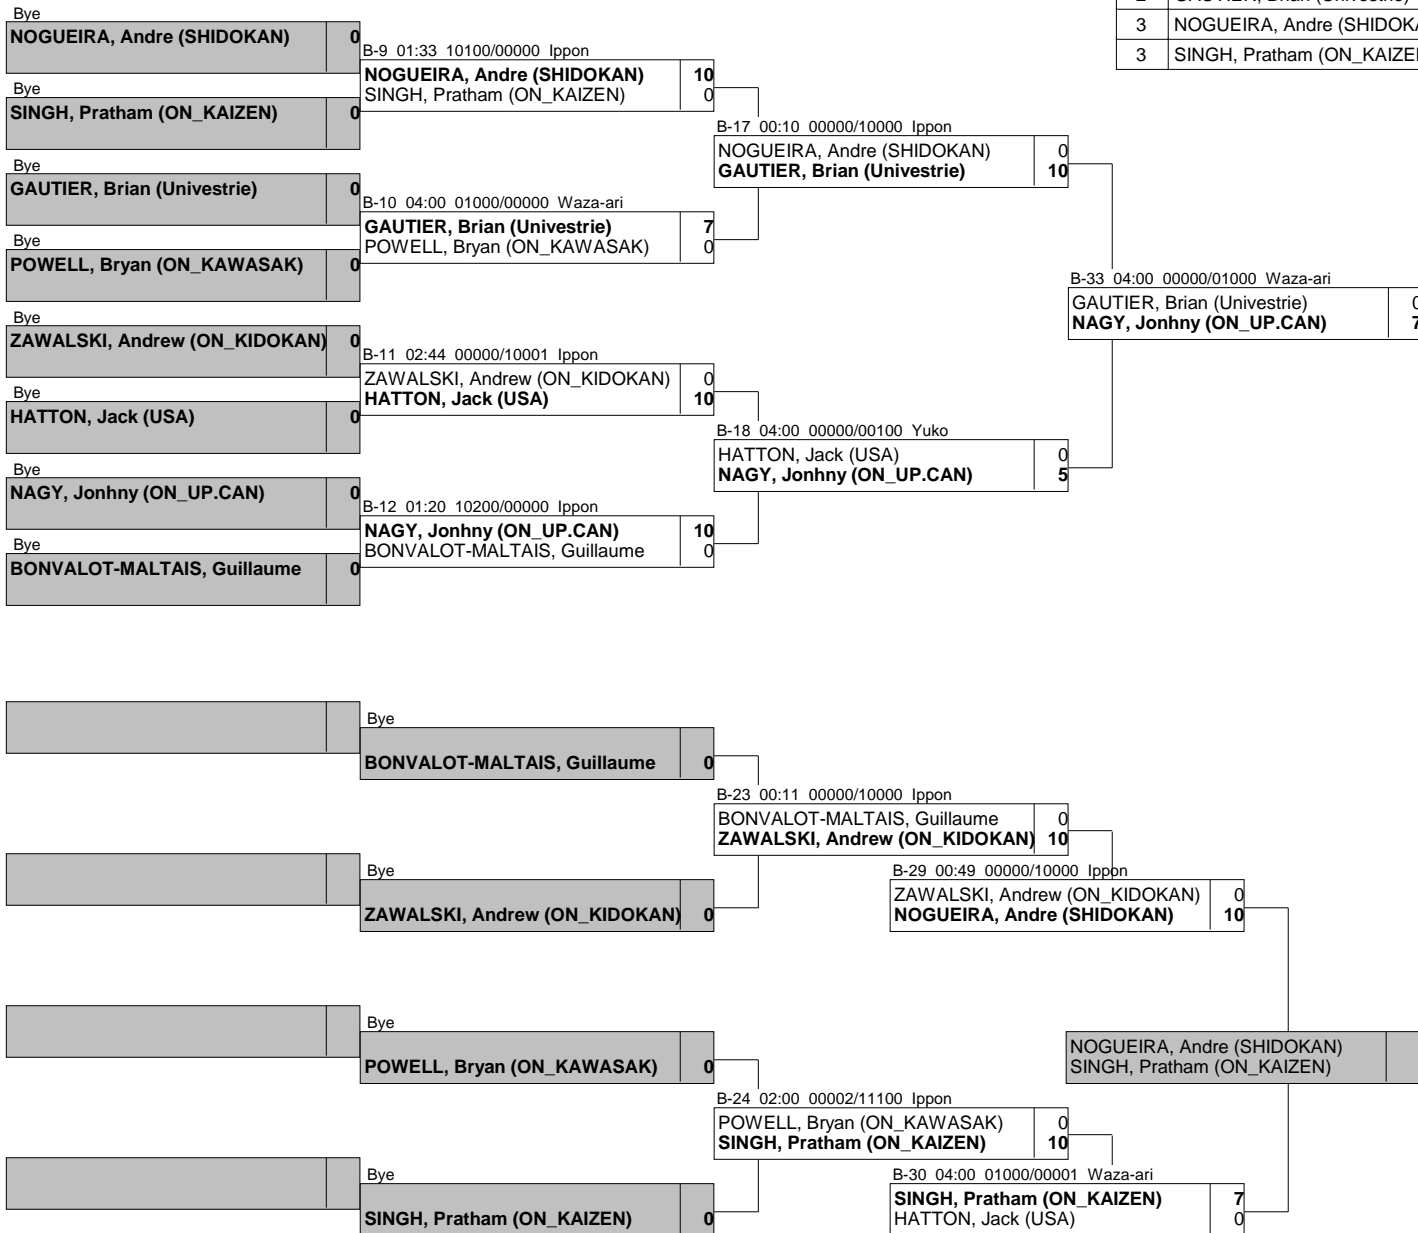 2 GAUTIER, Brian (Univestrie)
3 NOGUEIRA, Andre (SHIDOKA
3 SINGH, Pratham (ON_KAIZE
Bye
NOGUEIRA, Andre (SHIDOKAN) 0
Bye
SINGH, Pratham (ON_KAIZEN) 0
Bye
GAUTIER, Brian (Univestrie) 0
Bye
POWELL, Bryan (ON_KAWASAK) 0
Bye
ZAWALSKI, Andrew (ON_KIDOKAN) 0
Bye
HATTON, Jack (USA) 0
Bye
NAGY, Jonhny (ON_UP.CAN) 0
Bye
BONVALOT-MALTAIS, Guillaume 0
B-9 01:33 10100/00000 Ippon
NOGUEIRA, Andre (SHIDOKAN) 10
SINGH, Pratham (ON_KAIZEN) 0
B-10 04:00 01000/00000 Waza-ari
GAUTIER, Brian (Univestrie) 7
POWELL, Bryan (ON_KAWASAK) 0
B-11 02:44 00000/10001 Ippon
ZAWALSKI, Andrew (ON_KIDOKAN) 0
HATTON, Jack (USA) 10
B-12 01:20 10200/00000 Ippon
NAGY, Jonhny (ON_UP.CAN) 10
BONVALOT-MALTAIS, Guillaume 0
B-17 00:10 00000/10000 Ippon
NOGUEIRA, Andre (SHIDOKAN) 0
GAUTIER, Brian (Univestrie) 10
B-18 04:00 00000/00100 Yuko
HATTON, Jack (USA) 0
NAGY, Jonhny (ON_UP.CAN) 5
B-33 04:00 00000/01000 Waza-ari
GAUTIER, Brian (Univestrie) 0
NAGY, Jonhny (ON_UP.CAN) 7
Bye
BONVALOT-MALTAIS, Guillaume 0
Bye
ZAWALSKI, Andrew (ON_KIDOKAN) 0
Bye
POWELL, Bryan (ON_KAWASAK) 0
Bye
SINGH, Pratham (ON_KAIZEN) 0
B-23 00:11 00000/10000 Ippon
BONVALOT-MALTAIS, Guillaume 0
ZAWALSKI, Andrew (ON_KIDOKAN) 10
B-24 02:00 00002/11100 Ippon
POWELL, Bryan (ON_KAWASAK) 0
SINGH, Pratham (ON_KAIZEN) 10
B-29 00:49 00000/10000 Ippon
ZAWALSKI, Andrew (ON_KIDOKAN) 0
NOGUEIRA, Andre (SHIDOKAN) 10
B-30 04:00 01000/00001 Waza-ari
SINGH, Pratham (ON_KAIZEN) 7
HATTON, Jack (USA) 0
NOGUEIRA, Andre (SHIDOKAN)
SINGH, Pratham (ON_KAIZEN)